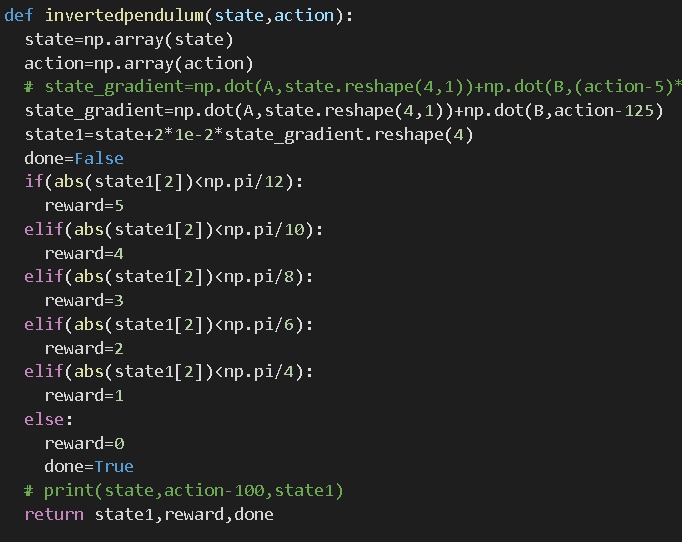 def invertedpendulum(state,action):
  state=np.array(state)
  action=np.array(action)
  # state_gradient=np.dot(A,state.reshape(4,1))+np.dot(B,(action-5)*
  state_gradient=np.dot(A,state.reshape(4,1))+np.dot(B,action-125)
  state1=state+2*1e-2*state_gradient.reshape(4)
  done=False
  if(abs(state1[2])<np.pi/12):
    reward=5
  elif(abs(state1[2])<np.pi/10):
    reward=4
  elif(abs(state1[2])<np.pi/8):
    reward=3
  elif(abs(state1[2])<np.pi/6):
    reward=2
  elif(abs(state1[2])<np.pi/4):
    reward=1
  else:
    reward=0
    done=True
  # print(state,action-100,state1)
  return state1,reward,done